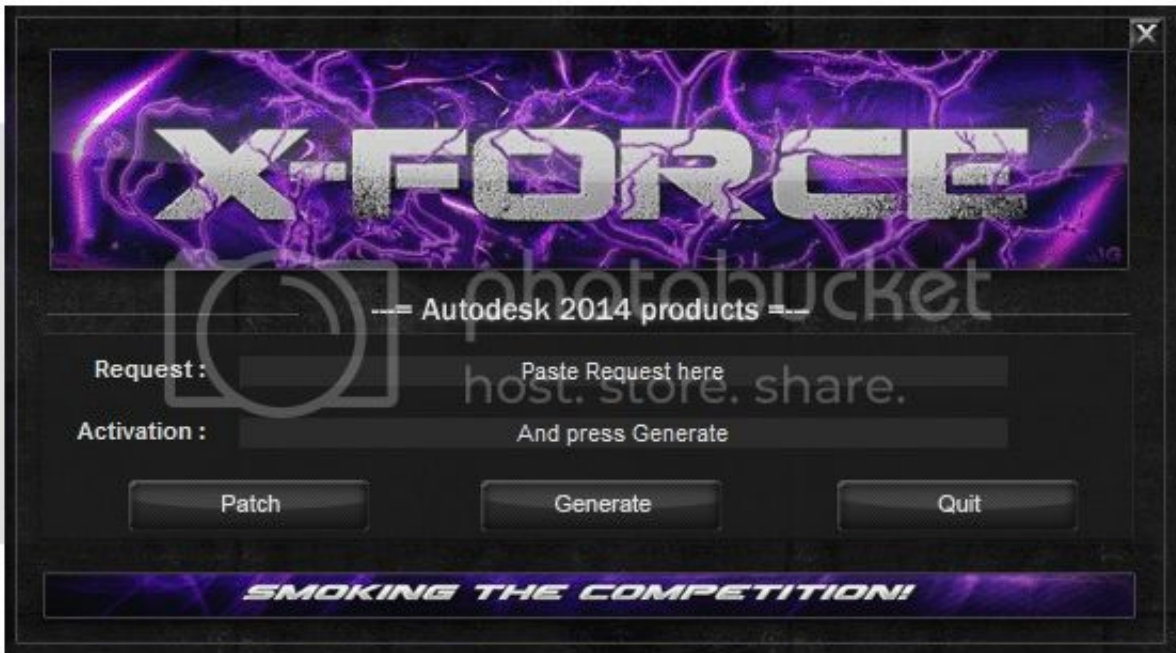 X
X-FORCE
photobucket
---= Autodesk 2014 products =---
Request :
Paste Request here
host. store. share.
Activation :
And press Generate
Patch
Generate
Quit
SMOKING THE COMPETITION!